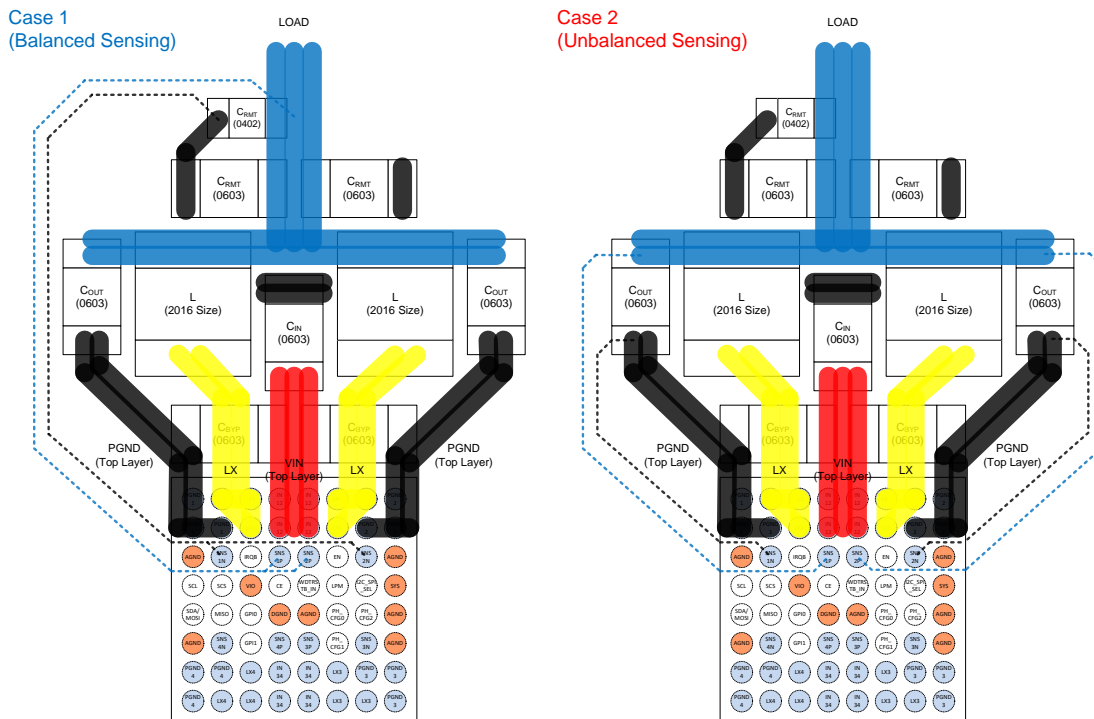 Case 1
(Balanced Sensing)
LOAD
CRMT
(0402)
CRMT
(0603)
CRMT
(0603)
COUT
(0603)
L
(2016 Size)
CIN
(0603)
L
(2016 Size)
COUT
(0603)
CBYP
(0603)
CBYP
(0603)
PGND
(Top Layer)
PGND
(Top Layer)
LX
VIN
(Top Layer)
LX
AGND
SNS
1N
IRQB
SNS
EN
SNS
2N
AGND
SCL
SCS
VIO
CE
WDTRS
TB_IN
LPM
I2C_SPI
_SEL
SYS
SDA/
MOSI
MISO
GPI0
DGND
AGND
PH_
CFG0
PH_
CFG2
AGND
AGND
SNS
4N
GPI1
SNS
4P
SNS
3P
PH_
CFG1
SNS
3N
AGND
PGND
4
PGND
4
LX4
IN
34
IN
34
LX3
PGND
3
PGND
3
PGND
4
LX4
LX4
IN
34
IN
34
LX3
LX3
PGND
3
Case 2
(Unbalanced Sensing)
LOAD
CRMT
(0402)
CRMT
(0603)
CRMT
(0603)
COUT
(0603)
L
(2016 Size)
CIN
(0603)
L
(2016 Size)
COUT
(0603)
CBYP
(0603)
CBYP
(0603)
PGND
(Top Layer)
PGND
(Top Layer)
LX
VIN
(Top Layer)
LX
AGND
SNS
1N
IRQB
SNS
1P
SNS
2P
EN
SNS
2N
AGND
SCL
SCS
VIO
CE
WDTRS
TB_IN
LPM
I2C_SPI
_SEL
SYS
SDA/
MOSI
MISO
GPI0
DGND
AGND
PH_
CFG0
PH_
CFG2
AGND
AGND
SNS
4N
GPI1
SNS
4P
SNS
3P
PH_
CFG1
SNS
3N
AGND
PGND
4
PGND
4
LX4
IN
34
IN
34
LX3
PGND
3
PGND
3
PGND
4
LX4
LX4
IN
34
IN
34
LX3
LX3
PGND
3